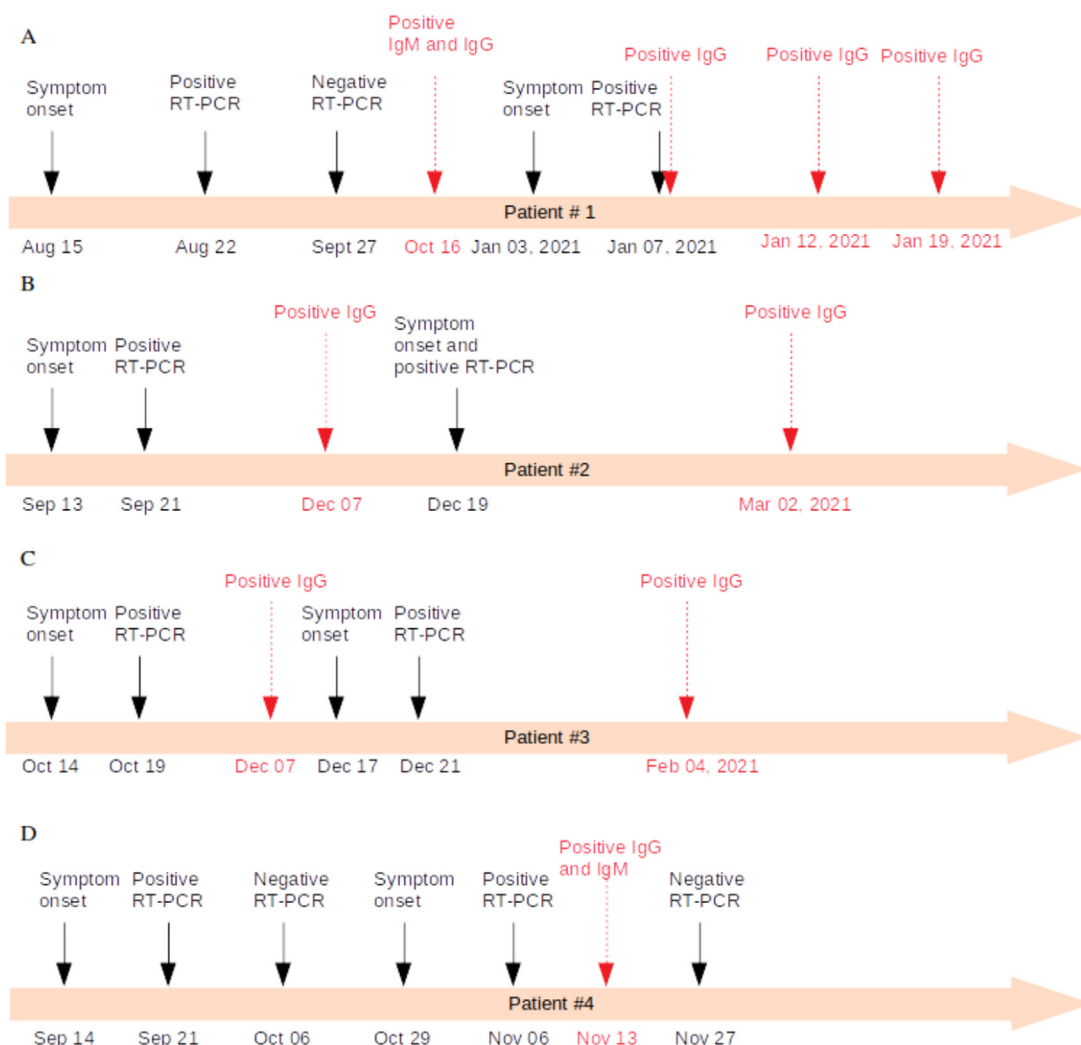 A
Positive
IgM and IgG
Positive IgG
Positive IgG
Positive IgG
Symptom
onset
Positive
RT-PCR
Negative
RT-PCR
Symptom
onset
Positive
RT-PCR
Patient # 1
Aug 15
Aug 22
Sept 27
Oct 16
Jan 03, 2021
Jan 07, 2021
Jan 12, 2021
Jan 19, 2021
B
Positive IgG
Symptom
onset and
positive RT-PCR
Positive IgG
Symptom
onset
Positive
RT-PCR
Patient #2
Sep 13
Sep 21
Dec 07
Dec 19
Mar 02, 2021
C
Positive IgG
Positive IgG
Symptom
onset
Positive
RT-PCR
Symptom
onset
Positive
RT-PCR
Patient #3
Oct 14
Oct 19
Dec 07
Dec 17
Dec 21
Feb 04, 2021
D
Positive IgG
and IgM
Symptom
onset
Positive
RT-PCR
Negative
RT-PCR
Symptom
onset
Positive
RT-PCR
Negative
RT-PCR
Patient #4
Sep 14
Sep 21
Oct 06
Oct 29
Nov 06
Nov 13
Nov 27